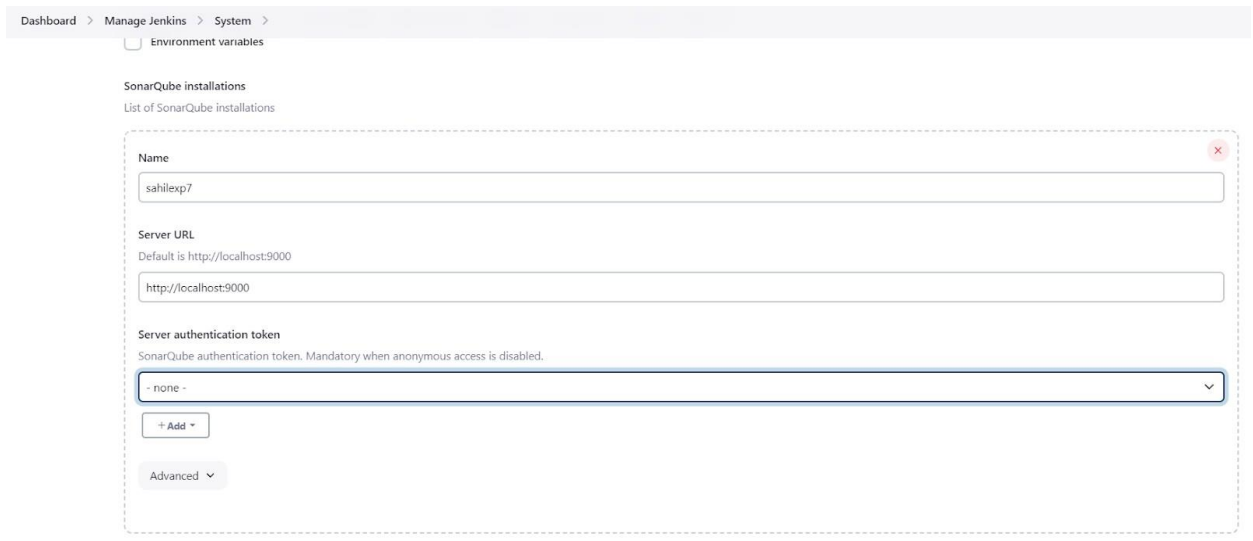 Dashboard > Manage Jenkins > System >
Environment variables
SonarQube installations
List of SonarQube installations
Name
sahilexp7
Server URL
Default is http://localhost:9000
http://localhost:9000
Server authentication token
SonarQube authentication token. Mandatory when anonymous access is disabled.
- none -
+ Add
Advanced